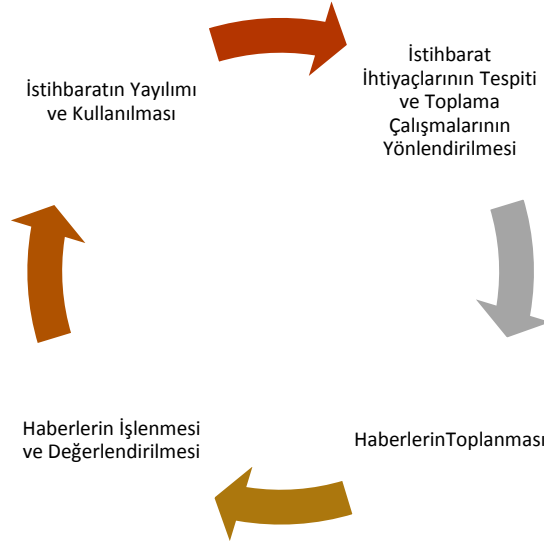 İstihbaratın Yayılımı
ve Kullanılması
İstihbarat
İhtiyaçlarının Tespiti
ve Toplama
Çalışmalarının
Yönlendirilmesi
HaberlerinToplanması
Haberlerin İşlenmesi
ve Değerlendirilmesi